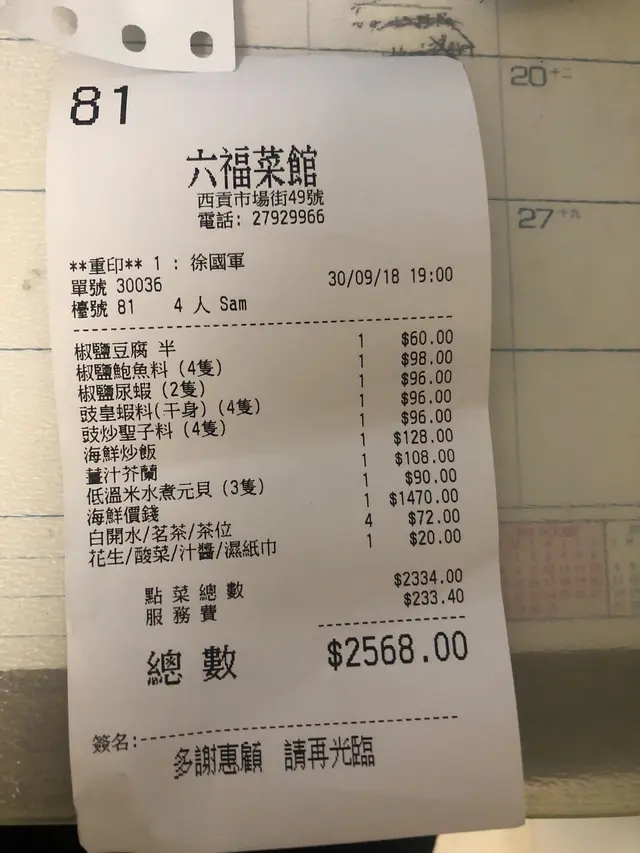 81
六福菜館
西貢市場街49號
電話: 27929966
**重印** 1 : 徐國軍
單號 30036 30/09/18 19:00
檯號 81 4 人 Sam
椒鹽豆腐 半 1 $60.00
椒鹽鮑魚料 (4隻) 1 $98.00
椒鹽尿蝦 (2隻) 1 $96.00
豉皇蝦料(干身) (4隻) 1 $96.00
豉炒聖子料 (4隻) 1 $96.00
海鮮炒飯 1 $128.00
薑汁芥蘭 1 $108.00
低溫米水煮元貝 (3隻) 1 $90.00
海鮮價錢 1 $1470.00
白開水/茗茶/茶位 4 $72.00
花生/酸菜/汁醬/濕紙巾 1 $20.00
點菜總數 $2334.00
服務費 $233.40
總數 $2568.00
簽名:
多謝惠顧 請再光臨
20 十二
27 十九